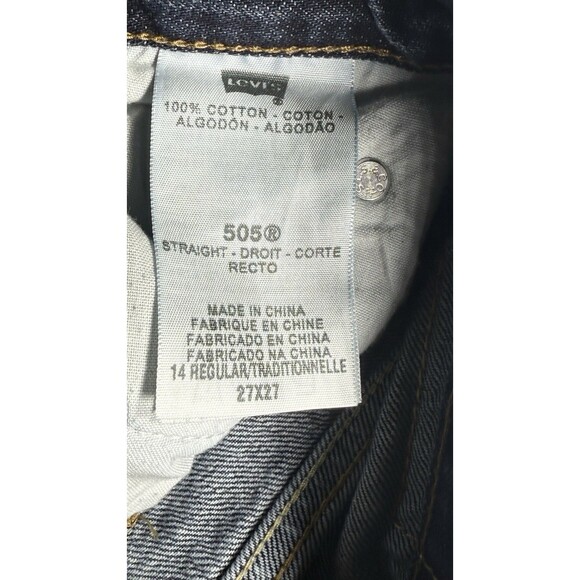 Levi's
®
100% COTTON - COTON -
ALGODÓN - ALGODÃO
505®
STRAIGHT - DROIT - CORTE
RECTO
MADE IN CHINA
FABRIQUE EN CHINE
FABRICADO EN CHINA
FABRICADO NA CHINA
14 REGULAR/TRADITIONNELLE
27X27